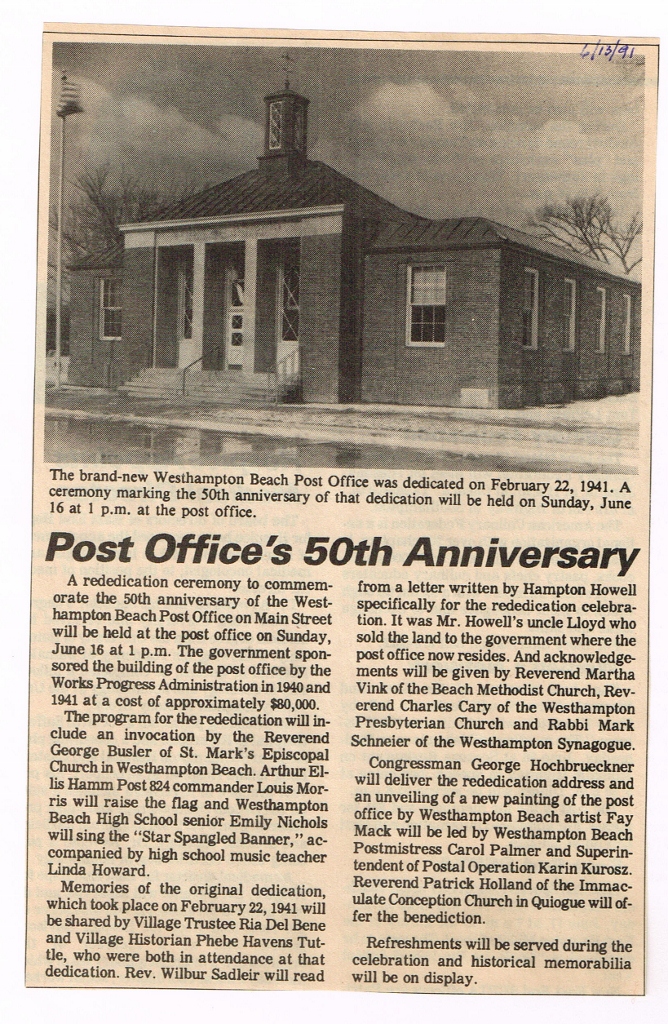 6/13/91
The brand-new Westhampton Beach Post Office was dedicated on February 22, 1941. A
ceremony marking the 50th anniversary of that dedication will be held on Sunday, June
16 at 1 p.m. at the post office.
Post Office's 50th Anniversary
A rededication ceremony to commem-
orate the 50th anniversary of the West-
hampton Beach Post Office on Main Street
will be held at the post office on Sunday,
June 16 at 1 p.m. The government spon-
sored the building of the post office by the
Works Progress Administration in 1940 and
1941 at a cost of approximately $80,000.
The program for the rededication will in-
clude an invocation by the Reverend
George Busler of St. Mark's Episcopal
Church in Westhampton Beach. Arthur El-
lis Hamm Post 824 commander Louis Mor-
ris will raise the flag and Westhampton
Beach High School senior Emily Nichols
will sing the "Star Spangled Banner," ac-
companied by high school music teacher
Linda Howard.
Memories of the original dedication,
which took place on February 22, 1941 will
be shared by Village Trustee Ria Del Bene
and Village Historian Phebe Havens Tut-
tle, who were both in attendance at that
dedication. Rev. Wilbur Sadleir will read
from a letter written by Hampton Howell
specifically for the rededication celebra-
tion. It was Mr. Howell's uncle Lloyd who
sold the land to the government where the
post office now resides. And acknowledge-
ments will be given by Reverend Martha
Vink of the Beach Methodist Church, Rev-
erend Charles Cary of the Westhampton
Presbyterian Church and Rabbi Mark
Schneier of the Westhampton Synagogue.
Congressman George Hochbrueckner
will deliver the rededication address and
an unveiling of a new painting of the post
office by Westhampton Beach artist Fay
Mack will be led by Westhampton Beach
Postmistress Carol Palmer and Superin-
tendent of Postal Operation Karin Kurosz.
Reverend Patrick Holland of the Immac-
ulate Conception Church in Quiogue will of-
fer the benediction.
Refreshments will be served during the
celebration and historical memorabilia
will be on display.